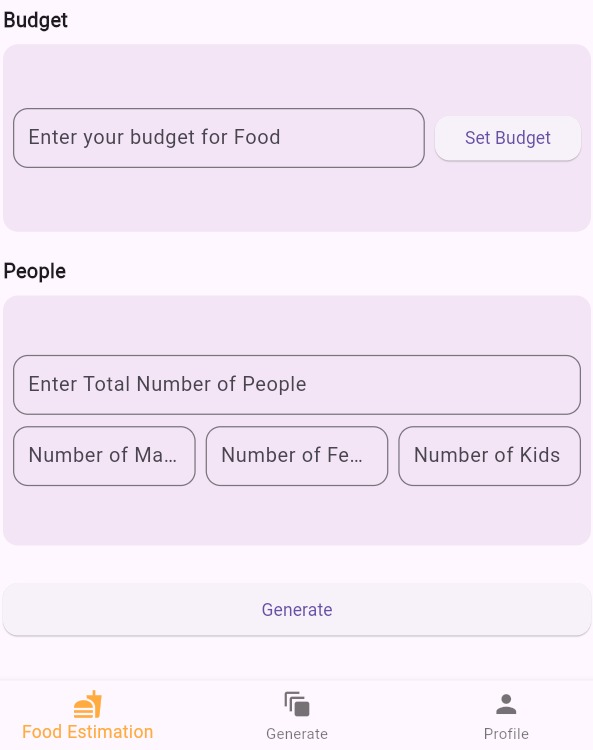 Budget
Enter your budget for Food
Set Budget
People
Enter Total Number of People
Number of Ma...
Number of Fe...
Number of Kids
Generate
Food Estimation
Generate
Profile